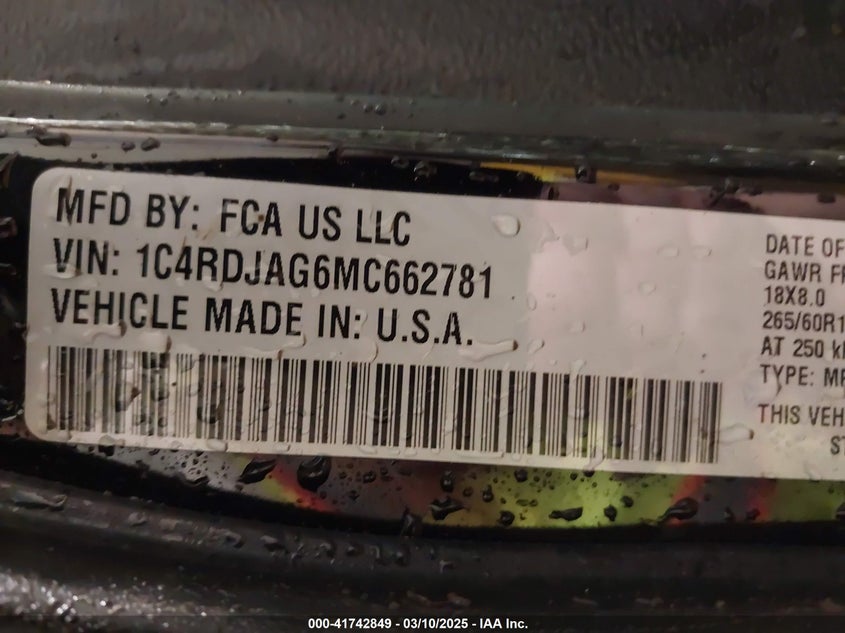 MFD BY: FCA US LLC
VIN: 1C4RDJAG6MC662781
VEHICLE MADE IN: U.S.A.
DATE OF
GAWR
18X8.0
265/60R1
AT 250
TYPE:
THIS
000-41742849 — 03/10/2025 - IAA Inc.